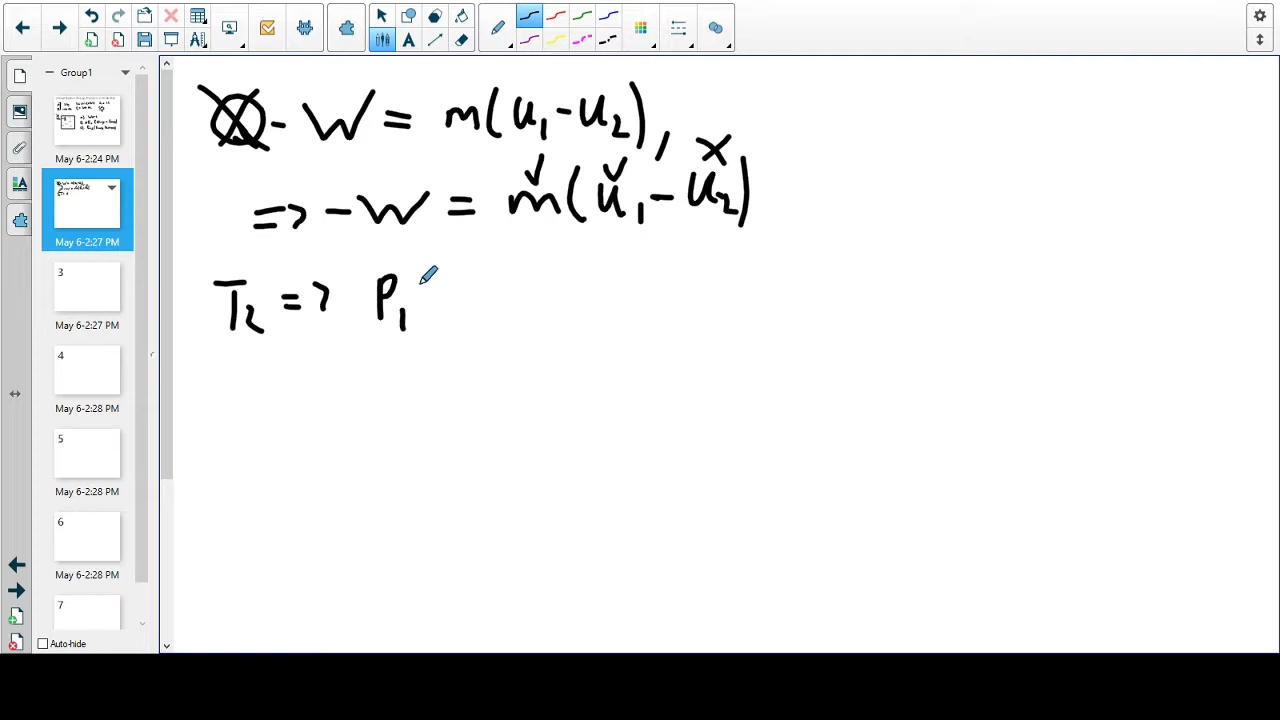 Group1
May 6-2:24 PM
May 6-2:27 PM
3
May 6-2:27 PM
4
May 6-2:28 PM
5
May 6-2:28 PM
6
May 6-2:28 PM
7
Auto-hide
Q - W = m(u₁ - u₂),
=> - W = m(u₁ - u₂)
T₂ => P₁